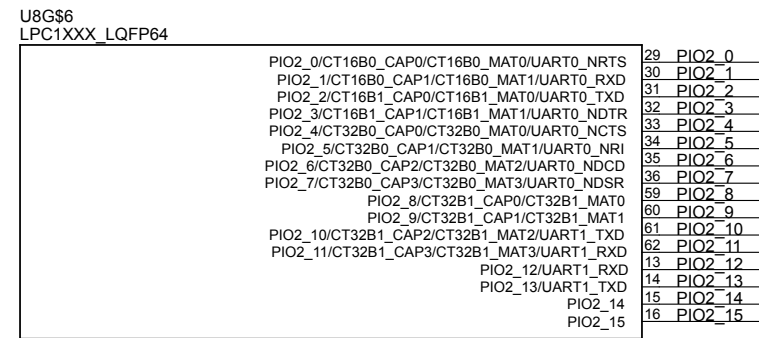 U8G$6
LPC1XXX_LQFP64
PIO2_0/CT16B0_CAP0/CT16B0_MAT0/UART0_NRTS 29 PIO2_0
PIO2_1/CT16B0_CAP1/CT16B0_MAT1/UART0_RXD 30 PIO2_1
PIO2_2/CT16B1_CAP0/CT16B1_MAT0/UART0_TXD 31 PIO2_2
PIO2_3/CT16B1_CAP1/CT16B1_MAT1/UART0_NDTR 32 PIO2_3
PIO2_4/CT32B0_CAP0/CT32B0_MAT0/UART0_NCTS 33 PIO2_4
PIO2_5/CT32B0_CAP1/CT32B0_MAT1/UART0_NRI 34 PIO2_5
PIO2_6/CT32B0_CAP2/CT32B0_MAT2/UART0_NDCD 35 PIO2_6
PIO2_7/CT32B0_CAP3/CT32B0_MAT3/UART0_NDSR 36 PIO2_7
PIO2_8/CT32B1_CAP0/CT32B1_MAT0 59 PIO2_8
PIO2_9/CT32B1_CAP1/CT32B1_MAT1 60 PIO2_9
PIO2_10/CT32B1_CAP2/CT32B1_MAT2/UART1_TXD 61 PIO2_10
PIO2_11/CT32B1_CAP3/CT32B1_MAT3/UART1_RXD 62 PIO2_11
PIO2_12/UART1_RXD 13 PIO2_12
PIO2_13/UART1_TXD 14 PIO2_13
PIO2_14 15 PIO2_14
PIO2_15 16 PIO2_15